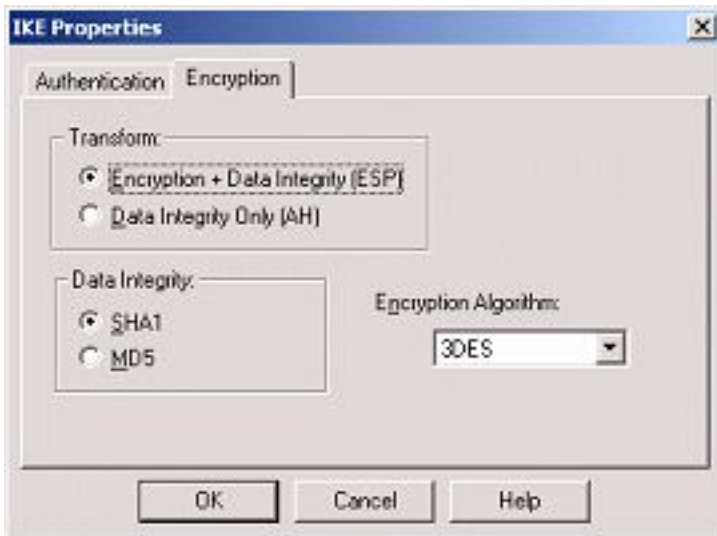 IKE Properties
Authentication Encryption
Transform:
Encryption + Data Integrity (ESP)
Data Integrity Only (AH)
Data Integrity:
SHA1
MD5
Encryption Algorithm:
3DES
OK Cancel Help